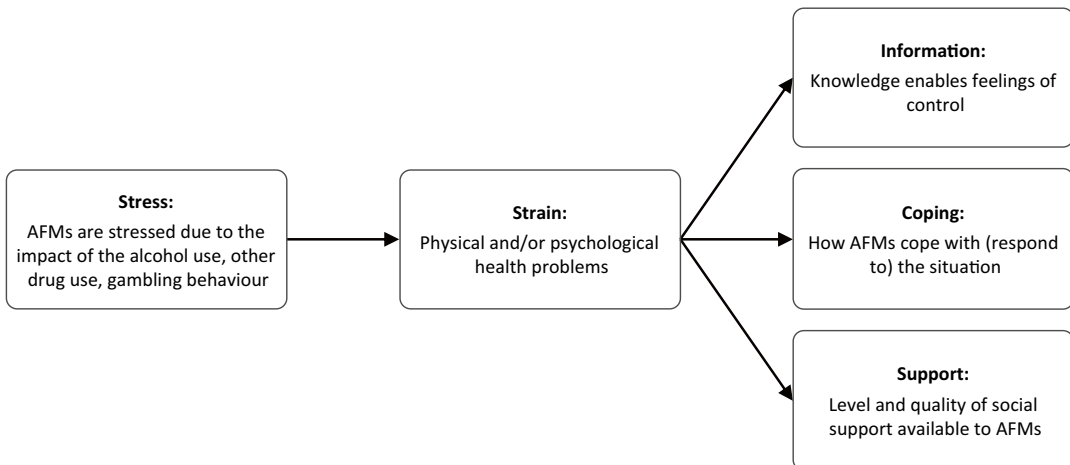 Stress:
AFMs are stressed due to the
impact of the alcohol use, other
drug use, gambling behaviour
Strain:
Physical and/or psychological
health problems
Information:
Knowledge enables feelings of
control
Coping:
How AFMs cope with (respond
to) the situation
Support:
Level and quality of social
support available to AFMs